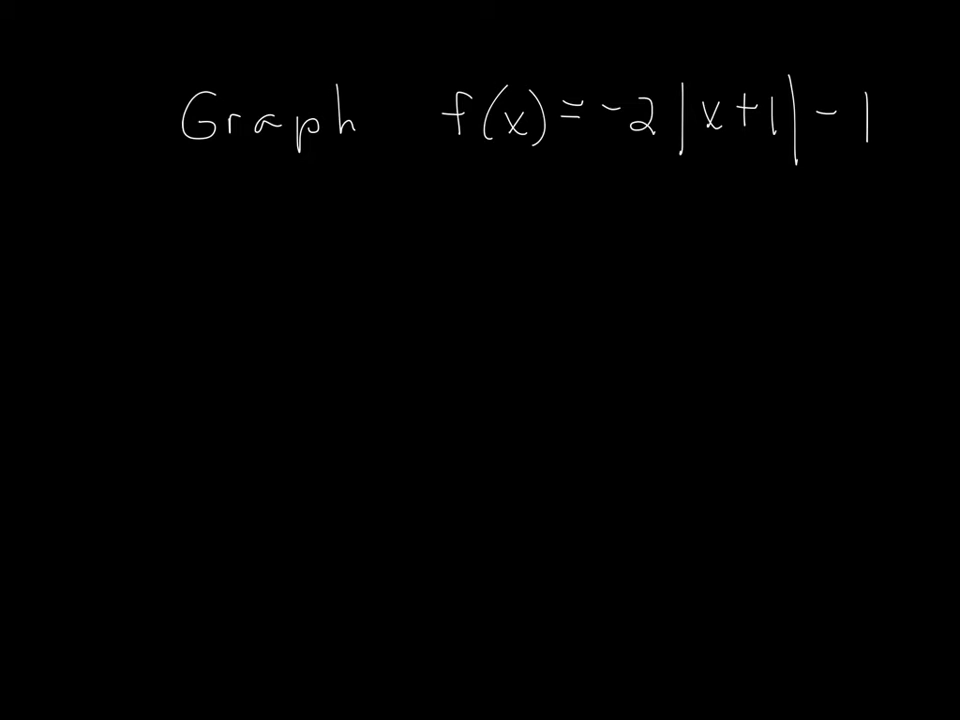 Graph f(x) = -2|x+1| - 1